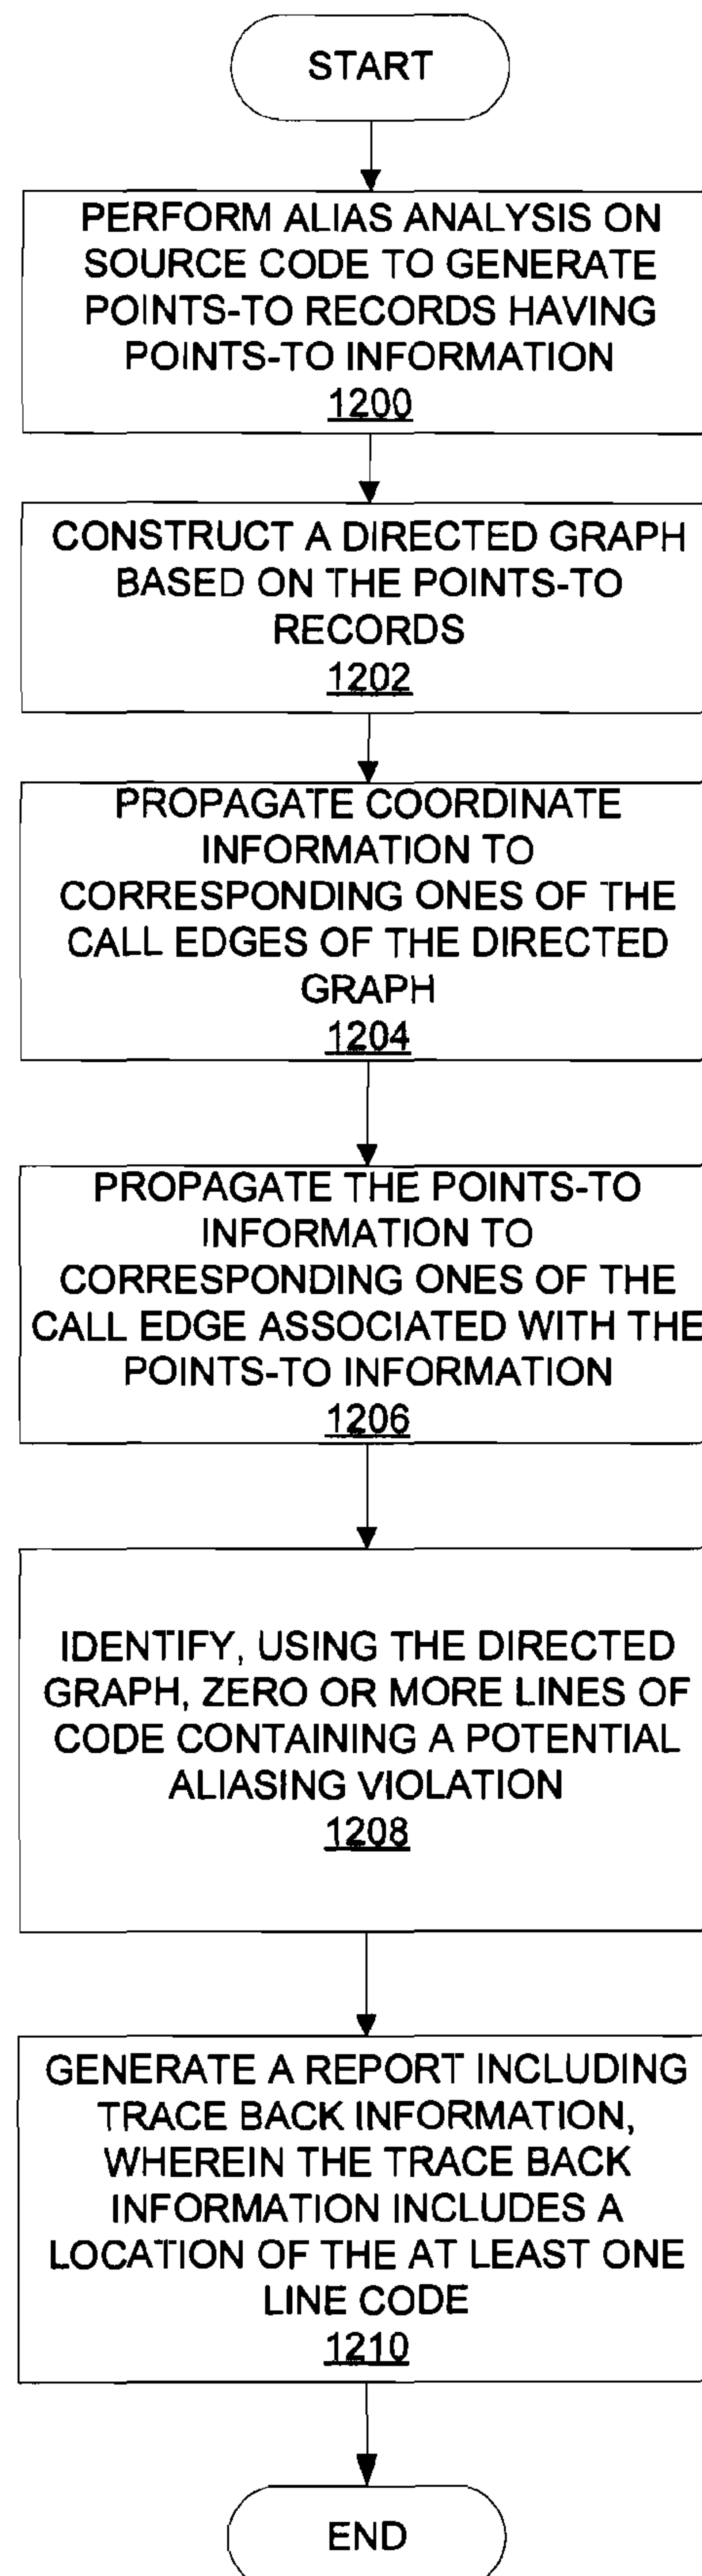 START
PERFORM ALIAS ANALYSIS ON
SOURCE CODE TO GENERATE
POINTS-TO RECORDS HAVING
POINTS-TO INFORMATION
1200
CONSTRUCT A DIRECTED GRAPH
BASED ON THE POINTS-TO
RECORDS
1202
PROPAGATE COORDINATE
INFORMATION TO
CORRESPONDING ONES OF THE
CALL EDGES OF THE DIRECTED
GRAPH
1204
PROPAGATE THE POINTS-TO
INFORMATION TO
CORRESPONDING ONES OF THE
CALL EDGE ASSOCIATED WITH THE
POINTS-TO INFORMATION
1206
IDENTIFY, USING THE DIRECTED
GRAPH, ZERO OR MORE LINES OF
CODE CONTAINING A POTENTIAL
ALIASING VIOLATION
1208
GENERATE A REPORT INCLUDING
TRACE BACK INFORMATION,
WHEREIN THE TRACE BACK
INFORMATION INCLUDES A
LOCATION OF THE AT LEAST ONE
LINE CODE
1210
END